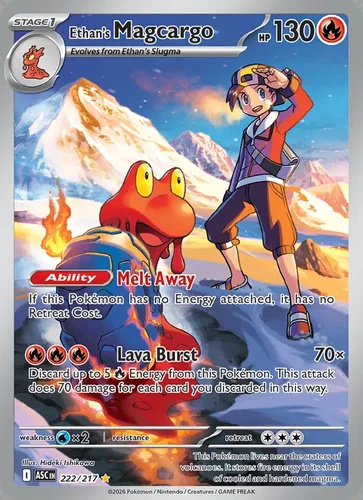 STAGE 1
Ethan's Magcargo HP 130
Evolves from Ethan's Slugma
Ability Melt Away
If this Pokémon has no Energy attached, it has no
Retreat Cost.
Lava Burst 70×
Discard up to 5 Energy from this Pokémon. This attack
does 70 damage for each card you discarded in this way.
weakness ×2 resistance retreat
Illus. Hideki Ishikawa
I ASC EN 222/217
This Pokémon lives near the craters of
volcanoes. It stores fire energy in its shell
of cooled and hardened magma.
©2026 Pokémon / Nintendo / Creatures / GAME FREAK